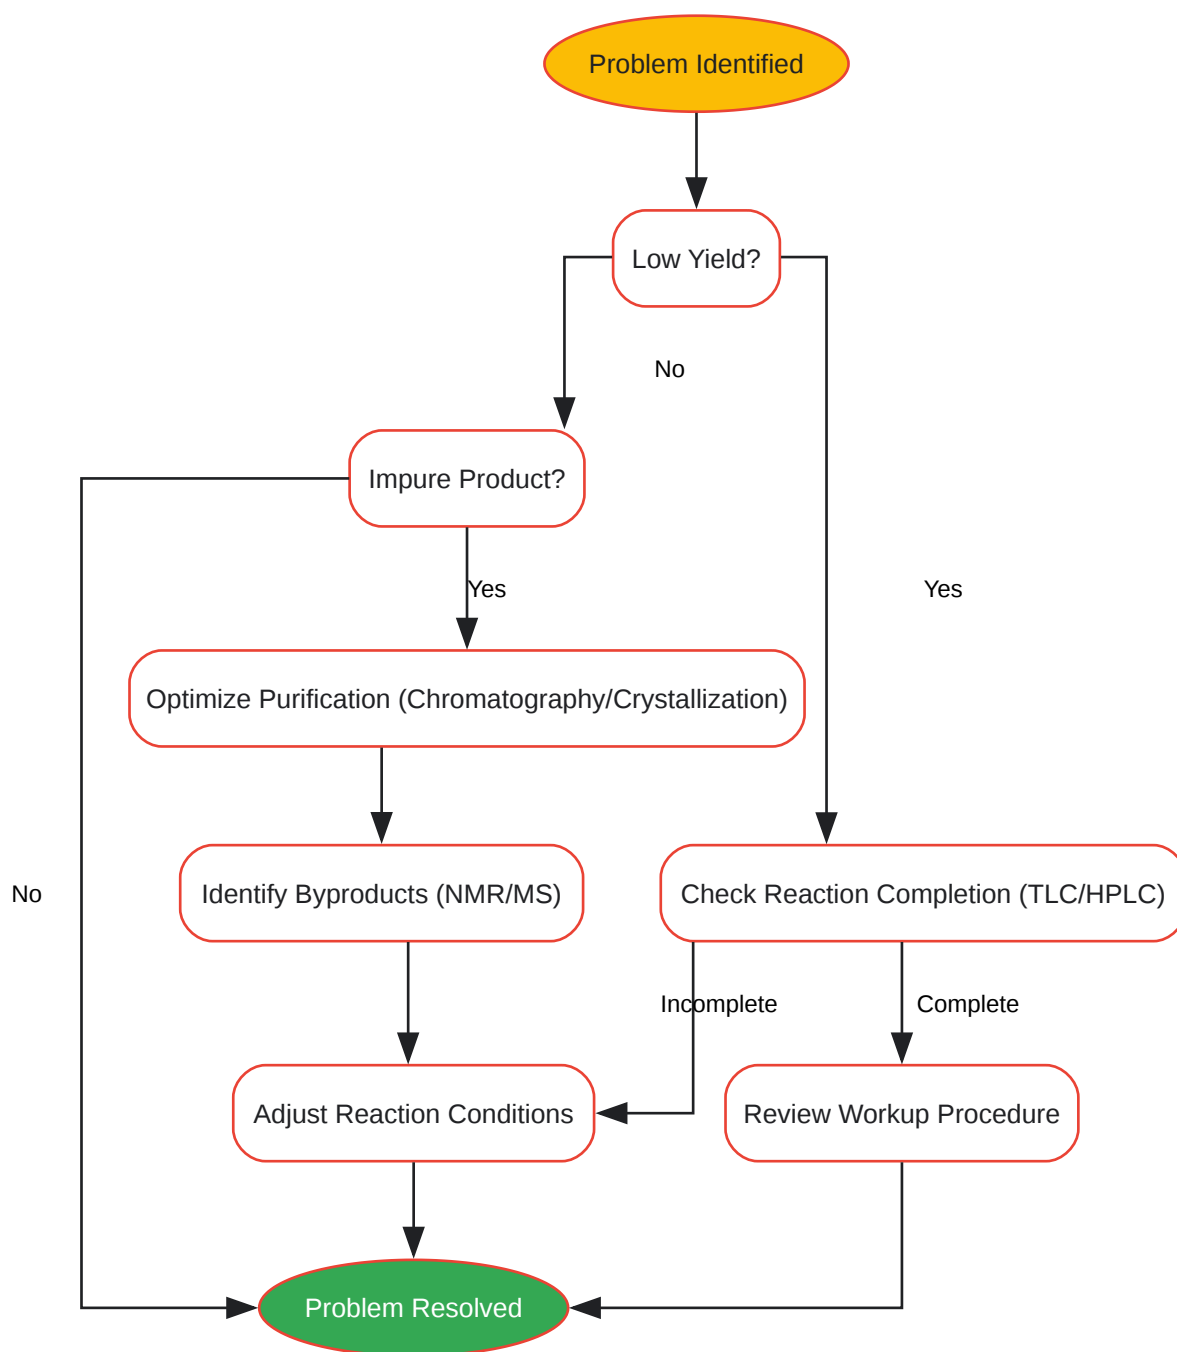 Problem Identified
Low Yield?
No
Impure Product?
Yes
Yes
Optimize Purification (Chromatography/Crystallization)
No
Identify Byproducts (NMR/MS)
Check Reaction Completion (TLC/HPLC)
Incomplete
Complete
Adjust Reaction Conditions
Review Workup Procedure
Problem Resolved